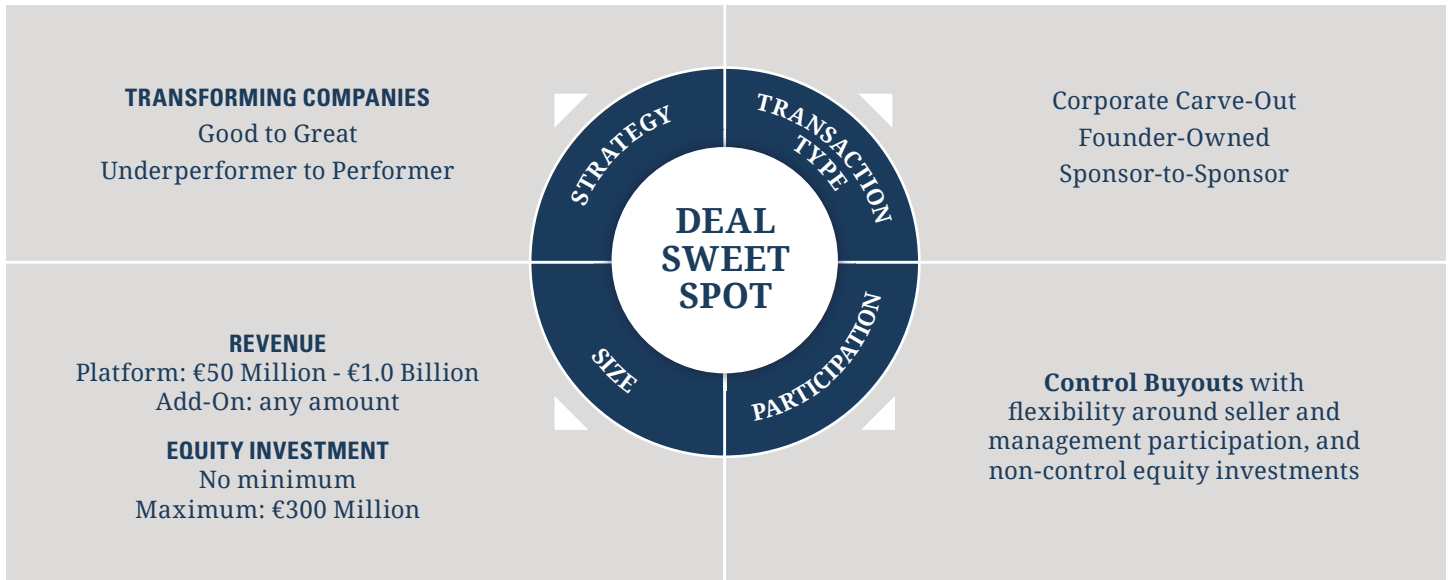 TRANSFORMING COMPANIES
Good to Great
Underperformer to Performer
STRATEGY
TRANSACTION
TYPE
Corporate Carve-Out
Founder-Owned
Sponsor-to-Sponsor
DEAL
SWEET
SPOT
REVENUE
Platform: €50 Million - €1.0 Billion
Add-On: any amount
EQUITY INVESTMENT
No minimum
Maximum: €300 Million
SIZE
PARTICIPATION
Control Buyouts with
flexibility around seller and
management participation, and
non-control equity investments